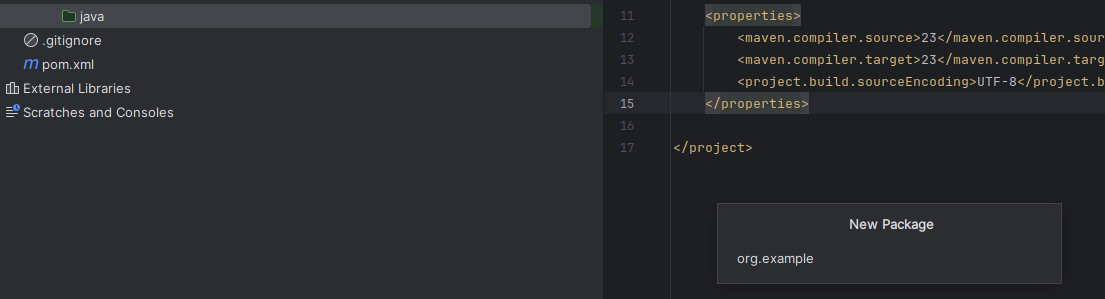 java
.gitignore
pom.xml
External Libraries
Scratches and Consoles
11 <properties>
12 <maven.compiler.source>23</maven.compiler.sour
13 <maven.compiler.target>23</maven.compiler.targ
14 <project.build.sourceEncoding>UTF-8</project.b
15 </properties>
16
17 </project>
New Package
org.example